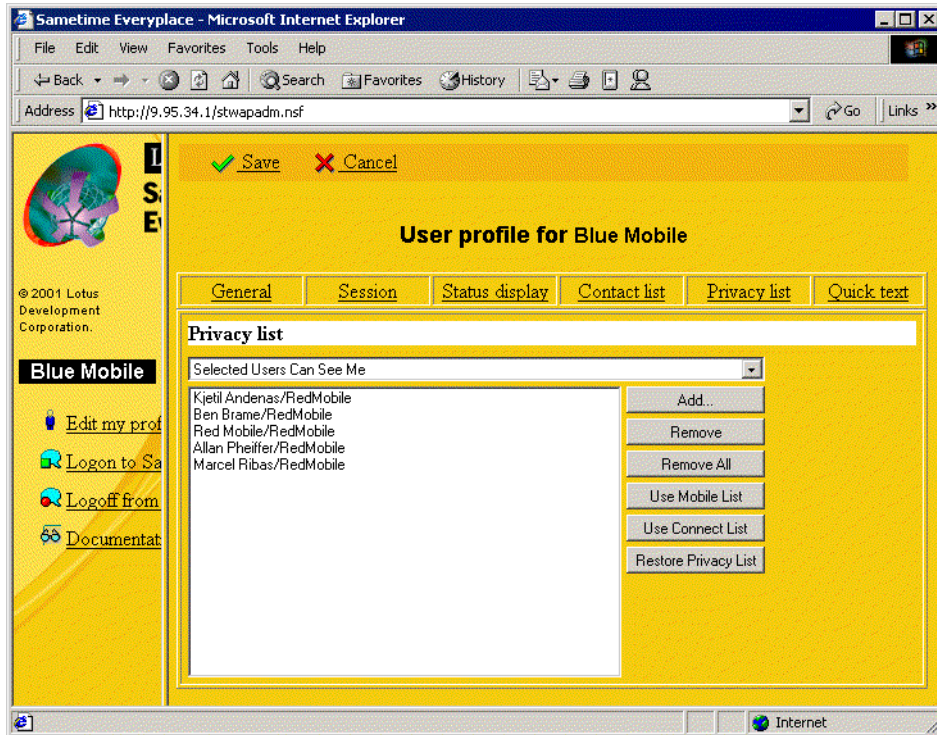 Sametime Everyplace - Microsoft Internet Explorer
File Edit View Favorites Tools Help
Back Search Favorites History
Address http://9.95.34.1/stwapadm.nsf Go Links »
L
Sa
Ev
© 2001 Lotus
Development
Corporation.
Blue Mobile
Edit my prof
Logon to Sa
Logoff from
Documentat
Save Cancel
User profile for Blue Mobile
General Session Status display Contact list Privacy list Quick text
Privacy list
Selected Users Can See Me
Kjetil Andenas/RedMobile
Ben Brame/RedMobile
Red Mobile/RedMobile
Allan Pheiffer/RedMobile
Marcel Ribas/RedMobile
Add...
Remove
Remove All
Use Mobile List
Use Connect List
Restore Privacy List
Internet